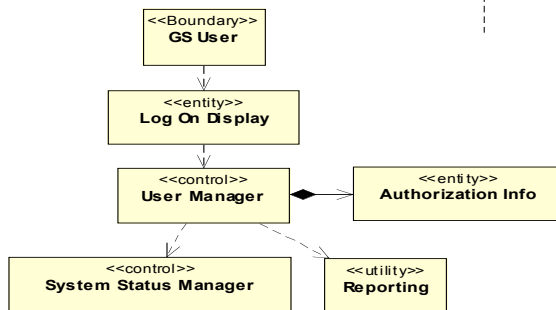 <<Boundary>>
GS User
<<entity>>
Log On Display
<<control>>
User Manager
<<entity>>
Authorization Info
<<control>>
System Status Manager
<<utility>>
Reporting